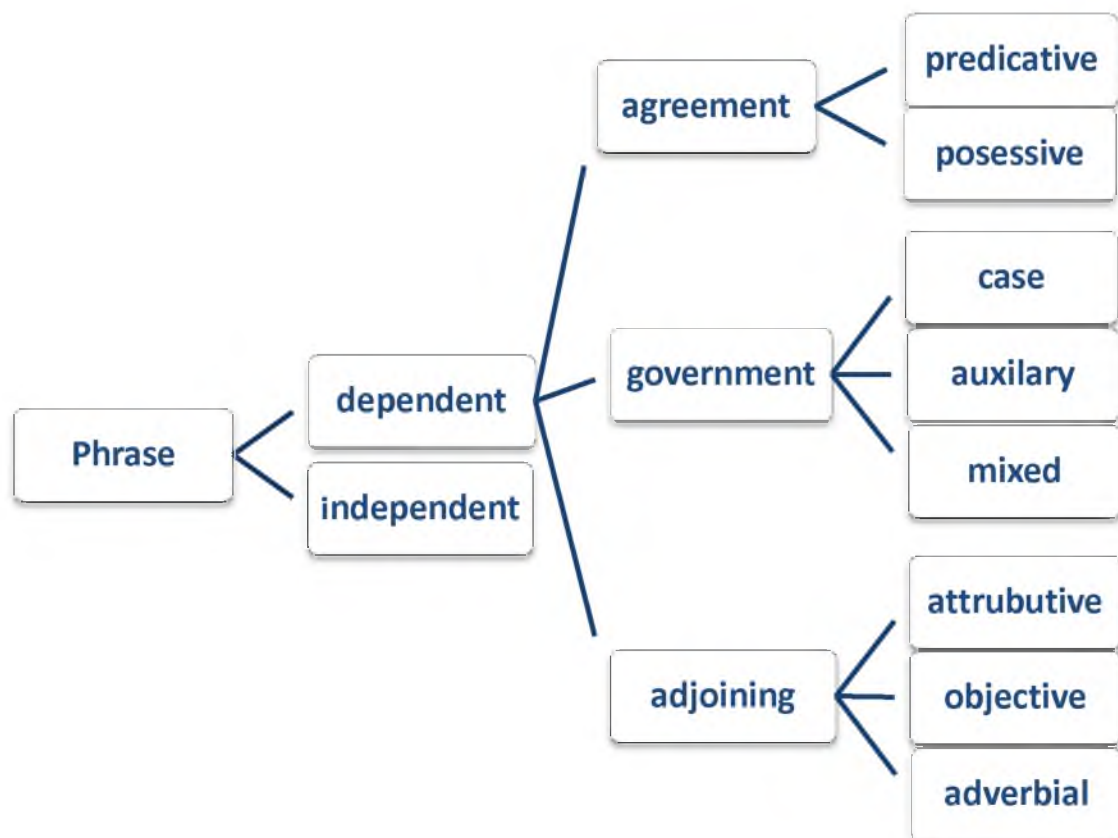 Phrase
dependent
independent
agreement
government
adjoining
predicative
posessive
case
auxilary
mixed
attrubutive
objective
adverbial